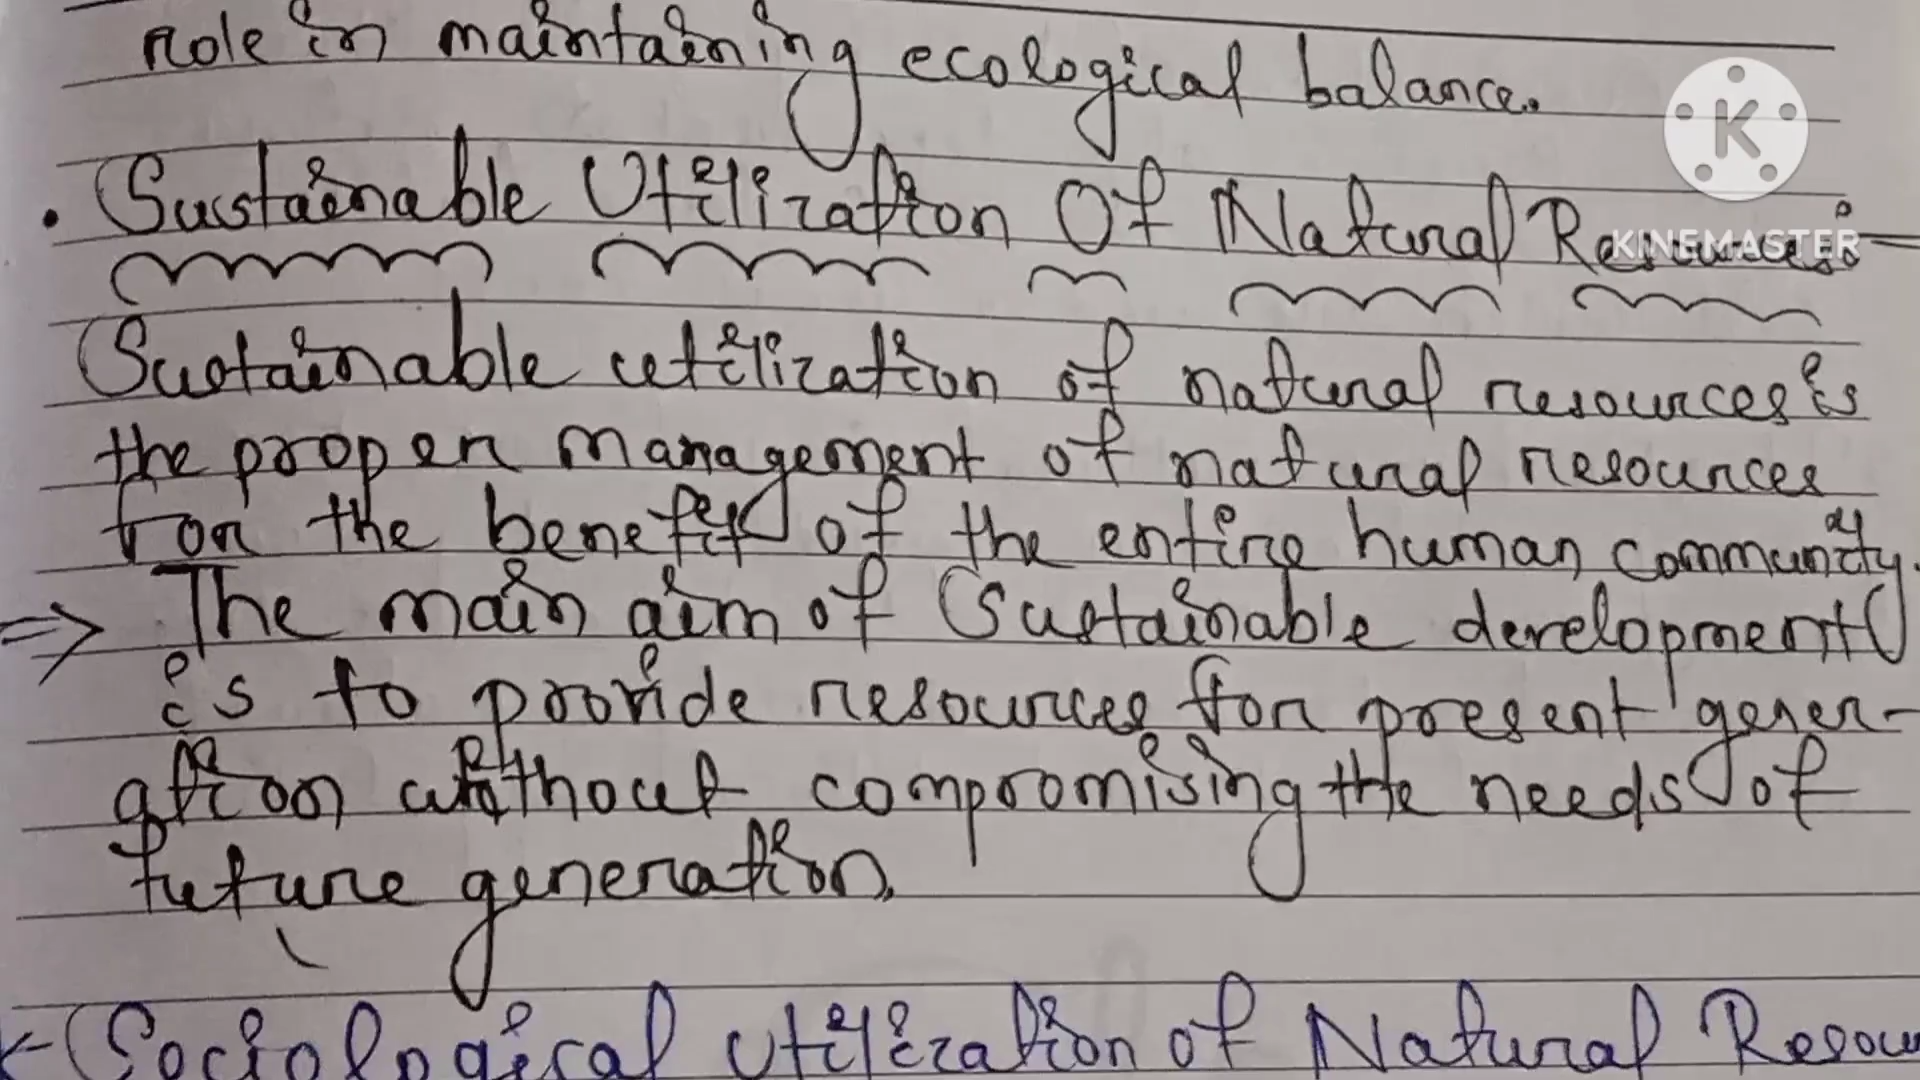 role in maintaining ecological balance.
K
KINEMASTER
• Sustainable Utilization Of Natural Resources:-
Sustainable utilization of natural resources is
the proper management of natural resources
for the benefit of the entire human community.
⇒ The main aim of Sustainable development
is to provide resources for present gener-
ation without compromising the needs of
future generation.
Sociological Utilization of Natural Resou